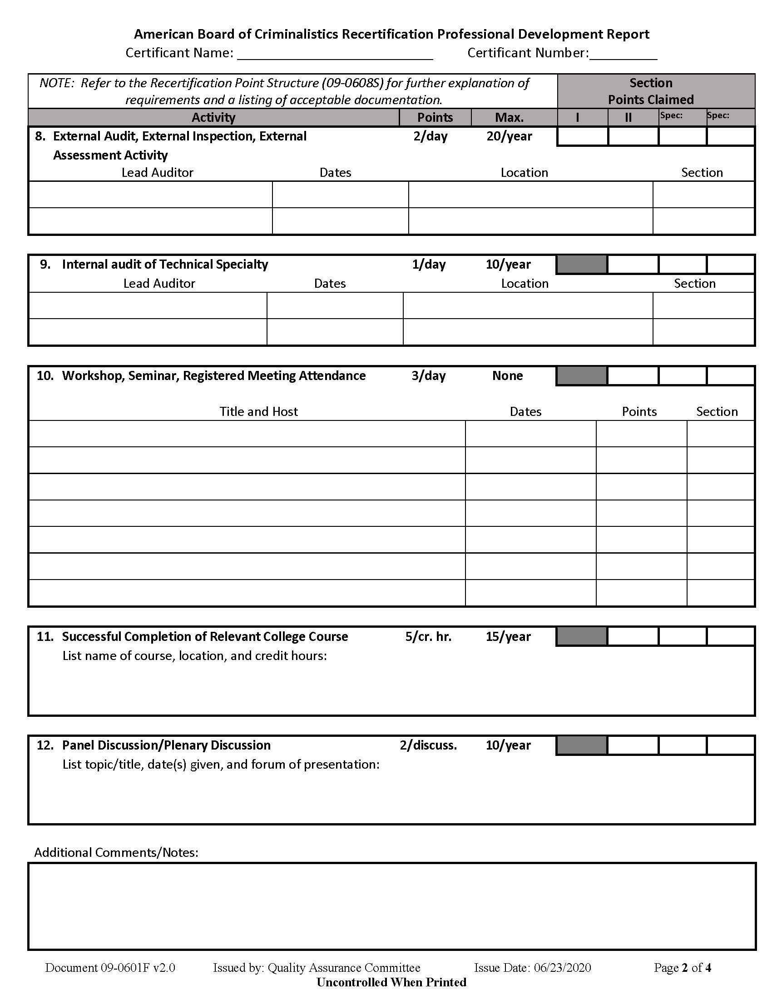 American Board of Criminalistics Recertification Professional Development Report
Certificant Name: ___________________________ Certificant Number:_________
NOTE: Refer to the Recertification Point Structure (09-0608S) for further explanation of
requirements and a listing of acceptable documentation.
Section
Points Claimed
Activity Points Max. I II Spec: Spec:
8. External Audit, External Inspection, External 2/day 20/year
Assessment Activity
Lead Auditor Dates Location Section
9. Internal audit of Technical Specialty 1/day 10/year
Lead Auditor Dates Location Section
10. Workshop, Seminar, Registered Meeting Attendance 3/day None
Title and Host Dates Points Section
11. Successful Completion of Relevant College Course 5/cr. hr. 15/year
List name of course, location, and credit hours:
12. Panel Discussion/Plenary Discussion 2/discuss. 10/year
List topic/title, date(s) given, and forum of presentation:
Additional Comments/Notes:
Document 09-0601F v2.0 Issued by: Quality Assurance Committee Issue Date: 06/23/2020 Page 2 of 4
Uncontrolled When Printed